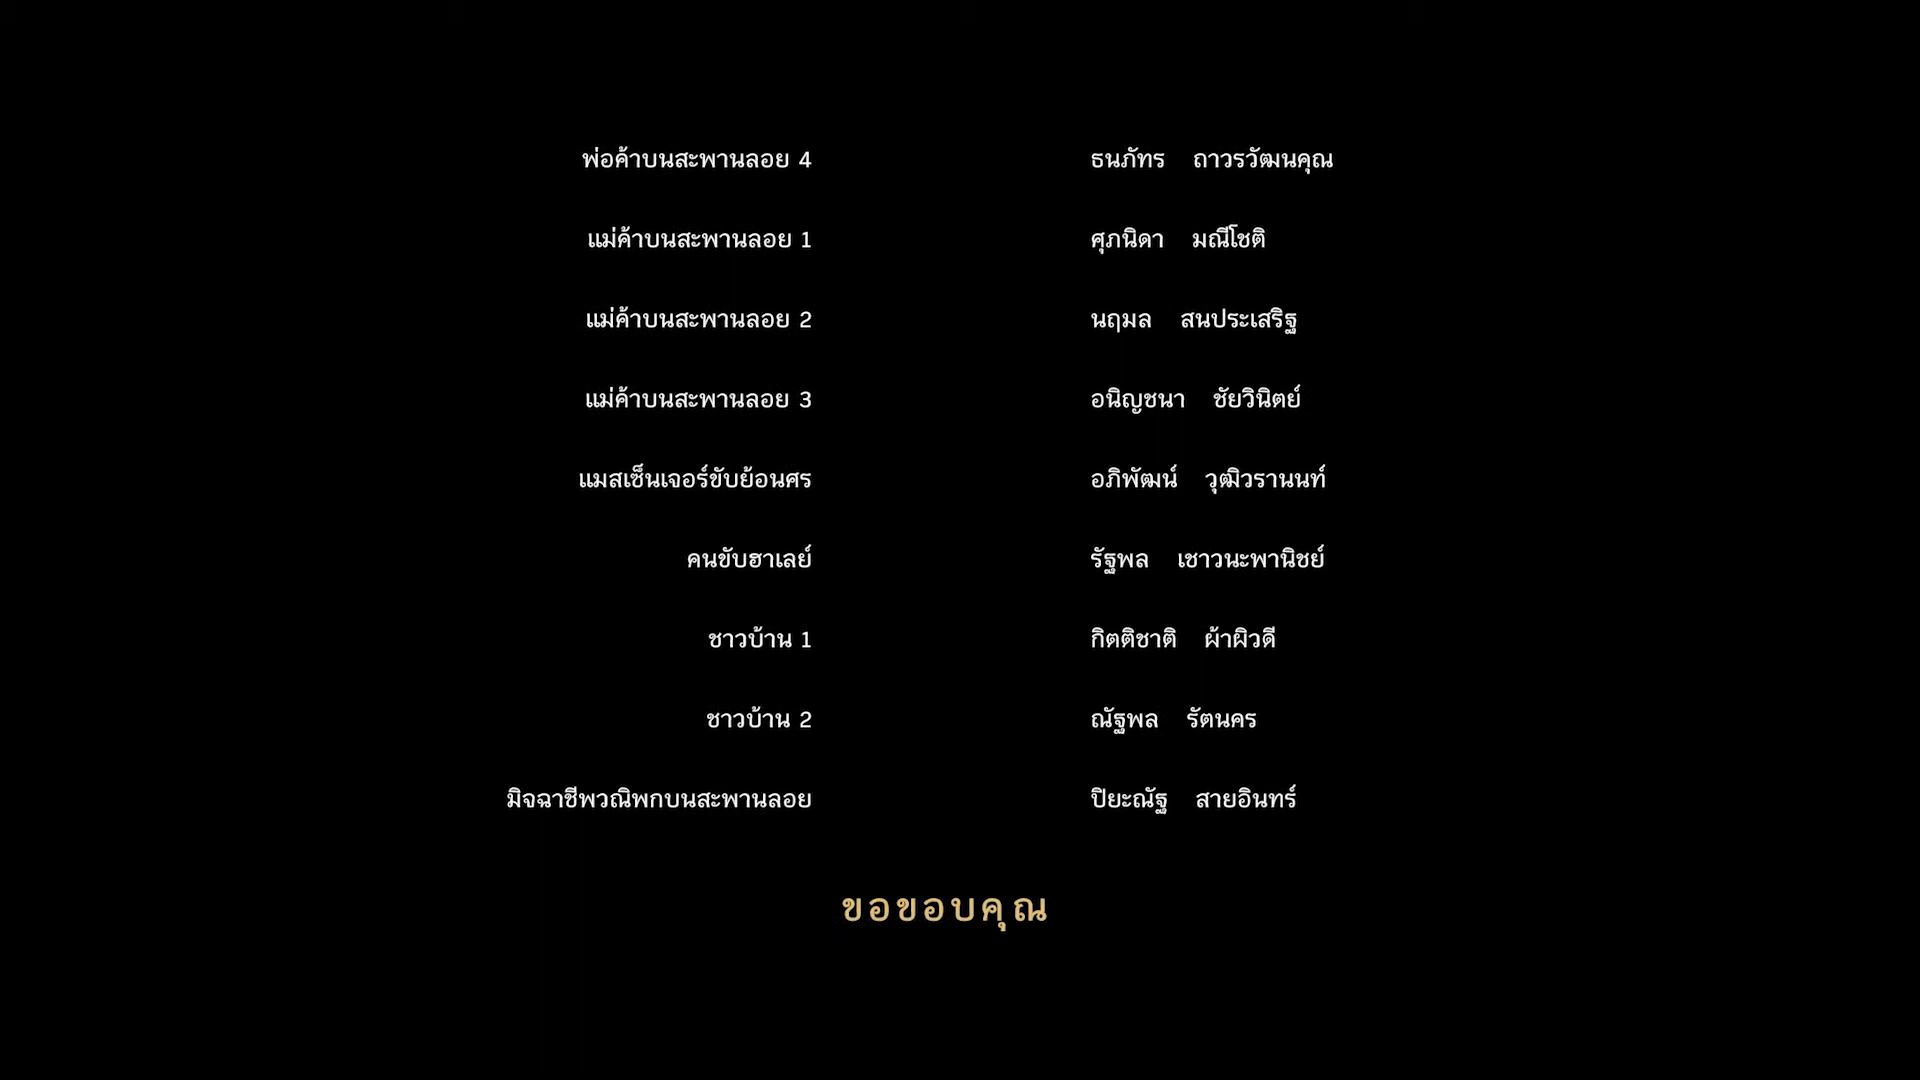 พ่อค้าบนสะพานลอย 4 ธนภัทร ถาวรวัฒนคุณ
แม่ค้าบนสะพานลอย 1 ศุภนิดา มณีโชติ
แม่ค้าบนสะพานลอย 2 นฤมล สนประเสริฐ
แม่ค้าบนสะพานลอย 3 อนิญชนา ชัยวินิตย์
แมสเซ็นเจอร์ขับย้อนศร อภิพัฒน์ วุฒิวรานนท์
คนขับฮาเลย์ รัฐพล เชาวนะพานิชย์
ชาวบ้าน 1 กิตติชาติ ผ้าผิวดี
ชาวบ้าน 2 ณัฐพล รัตนคร
มิจฉาชีพวณิพกบนสะพานลอย ปิยะณัฐ สายอินทร์
ขอขอบคุณ